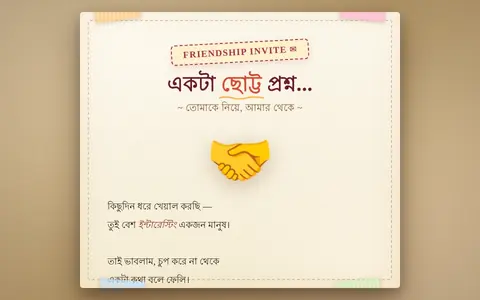 FRIENDSHIP INVITE ✉
একটা ছোট্ট প্রশ্ন...
~ তোমাকে নিয়ে, আমার থেকে ~
কিছুদিন ধরে খেয়াল করছি —
তুই বেশ ইন্টারেস্টিং একজন মানুষ।
তাই ভাবলাম, চুপ করে না থেকে
একটা কথা বলে ফেলি।